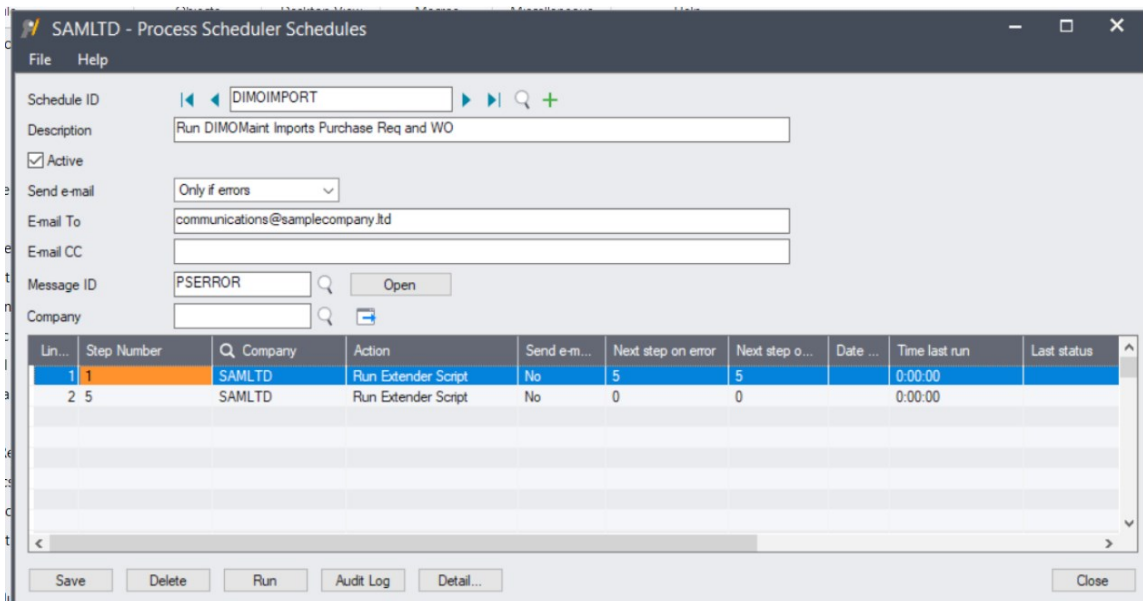 SAMLTD - Process Scheduler Schedules
File Help
Schedule ID DIMOIMPORT
Description Run DIMOMaint Imports Purchase Req and WO
Active
Send e-mail Only if errors
E-mail To communications@samplecompany.ltd
E-mail CC
Message ID PSERROR Open
Company
Lin... Step Number Company Action Send e-m... Next step on error Next step o... Date ... Time last run Last status
1 1 SAMLTD Run Extender Script No 5 5 0:00:00
2 5 SAMLTD Run Extender Script No 0 0 0:00:00
Save Delete Run Audit Log Detail... Close